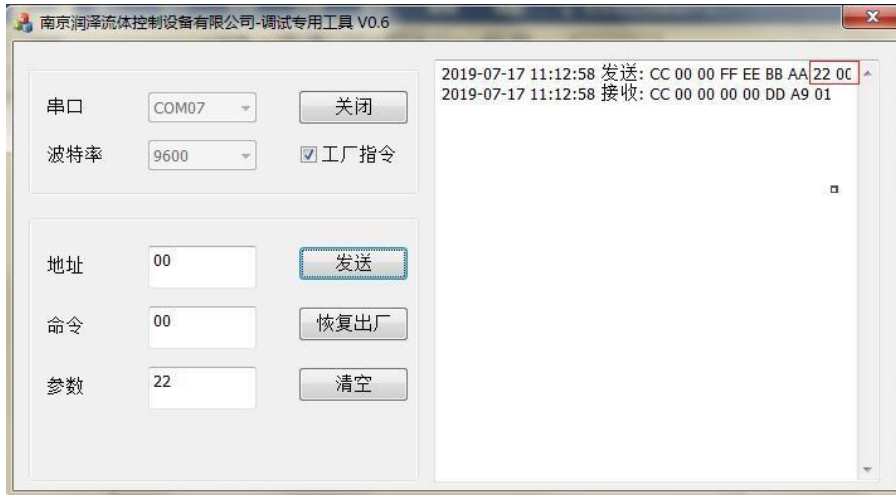 南京润泽流体控制设备有限公司-调试专用工具 V0.6
串口
COM07
关闭
波特率
9600
工厂指令
地址
00
发送
命令
00
恢复出厂
参数
22
清空
2019-07-17 11:12:58 发送: CC 00 00 FF EE BB AA 22 00
2019-07-17 11:12:58 接收: CC 00 00 00 00 DD A9 01